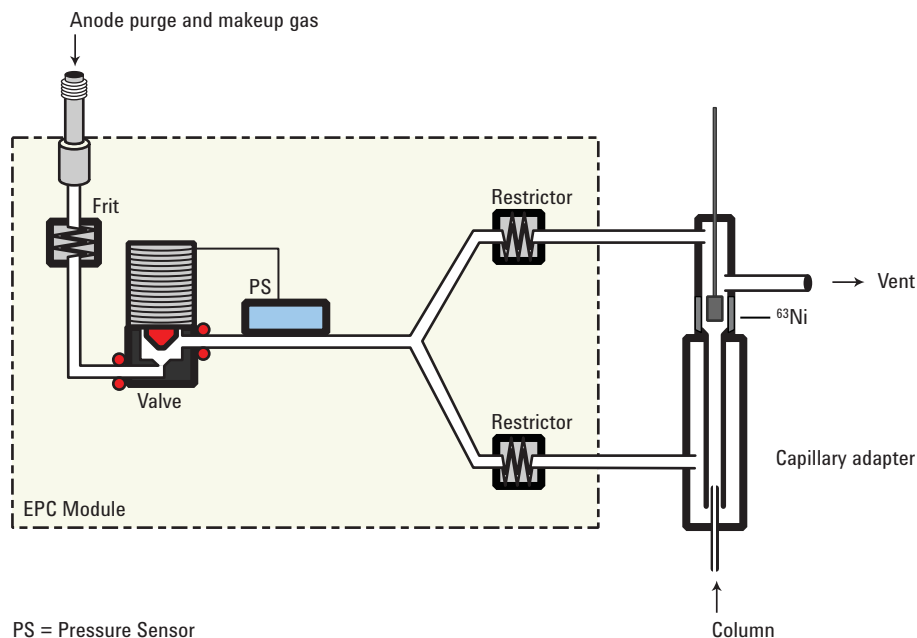 Anode purge and makeup gas
Frit
Restrictor
PS
Vent
⁶³Ni
Valve
Restrictor
Capillary adapter
EPC Module
PS = Pressure Sensor
Column